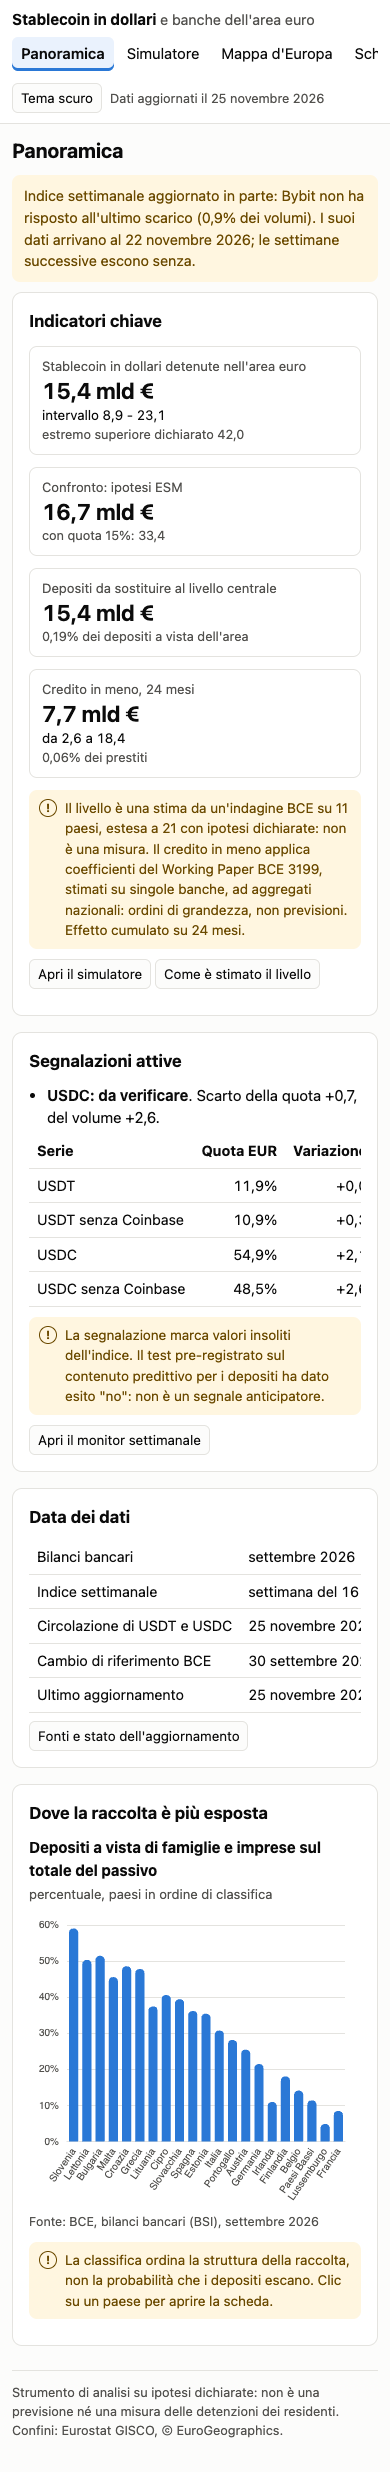 Stablecoin in dollari e banche dell'area euro
Panoramica Simulatore Mappa d'Europa Sch
Tema scuro Dati aggiornati il 25 novembre 2026
Panoramica
Indice settimanale aggiornato in parte: Bybit non ha
risposto all'ultimo scarico (0,9% dei volumi). I suoi
dati arrivano al 22 novembre 2026; le settimane
successive escono senza.
Indicatori chiave
Stablecoin in dollari detenute nell'area euro
15,4 mld €
intervallo 8,9 - 23,1
estremo superiore dichiarato 42,0
Confronto: ipotesi ESM
16,7 mld €
con quota 15%: 33,4
Depositi da sostituire al livello centrale
15,4 mld €
0,19% dei depositi a vista dell'area
Credito in meno, 24 mesi
7,7 mld €
da 2,6 a 18,4
0,06% dei prestiti
Il livello è una stima da un'indagine BCE su 11
paesi, estesa a 21 con ipotesi dichiarate: non
è una misura. Il credito in meno applica
coefficienti del Working Paper BCE 3199,
stimati su singole banche, ad aggregati
nazionali: ordini di grandezza, non previsioni.
Effetto cumulato su 24 mesi.
Apri il simulatore Come è stimato il livello
Segnalazioni attive
• USDC: da verificare. Scarto della quota +0,7,
del volume +2,6.
Serie Quota EUR Variazione
USDT 11,9% +0,
USDT senza Coinbase 10,9% +0,3
USDC 54,9% +2,
USDC senza Coinbase 48,5% +2,6
La segnalazione marca valori insoliti
dell'indice. Il test pre-registrato sul
contenuto predittivo per i depositi ha dato
esito "no": non è un segnale anticipatore.
Apri il monitor settimanale
Data dei dati
Bilanci bancari settembre 2026
Indice settimanale settimana del 16
Circolazione di USDT e USDC 25 novembre 202
Cambio di riferimento BCE 30 settembre 20
Ultimo aggiornamento 25 novembre 202
Fonti e stato dell'aggiornamento
Dove la raccolta è più esposta
Depositi a vista di famiglie e imprese sul
totale del passivo
percentuale, paesi in ordine di classifica
60%
50%
40%
30%
20%
10%
0%
Slovenia
Lettonia
Bulgaria
Malta
Croazia
Grecia
Lituania
Cipro
Slovacchia
Spagna
Estonia
Italia
Portogallo
Austria
Germania
Irlanda
Finlandia
Belgio
Paesi Bassi
Lussemburgo
Francia
Fonte: BCE, bilanci bancari (BSI), settembre 2026
La classifica ordina la struttura della raccolta,
non la probabilità che i depositi escano. Clic
su un paese per aprire la scheda.
Strumento di analisi su ipotesi dichiarate: non è una
previsione né una misura delle detenzioni dei residenti.
Confini: Eurostat GISCO, © EuroGeographics.